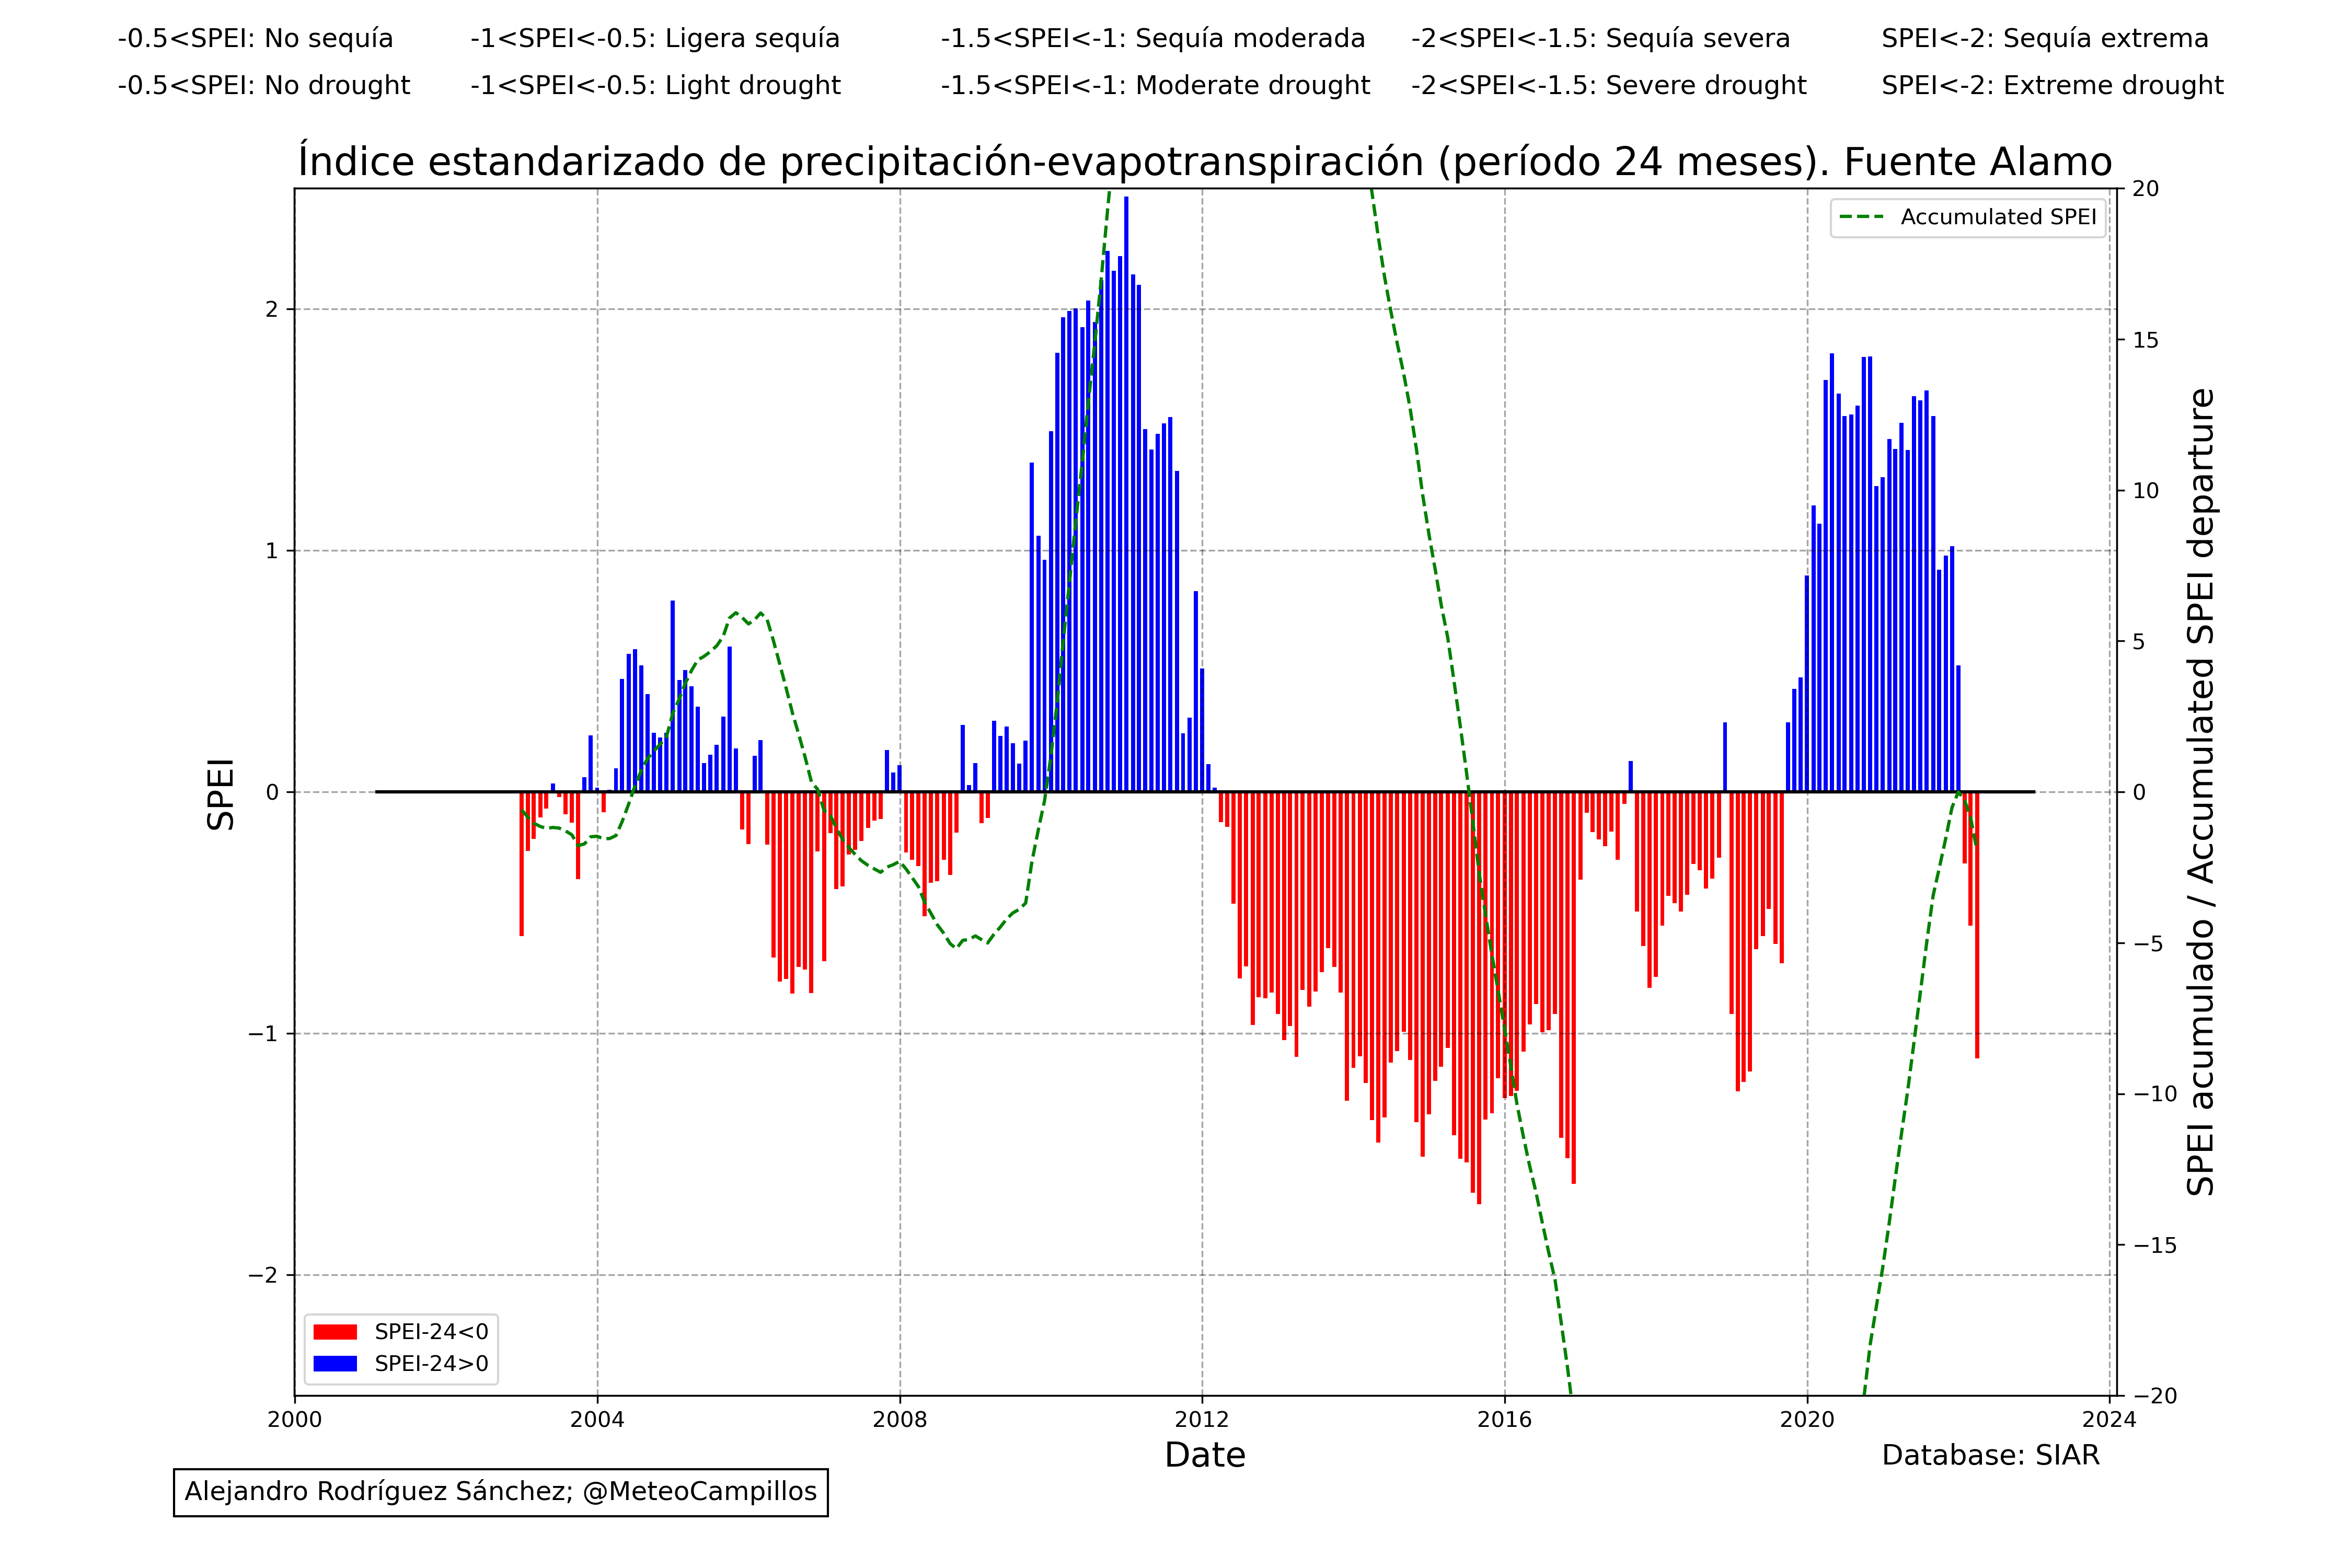 -0.5<SPEI: No sequía -1<SPEI<-0.5: Ligera sequía -1.5<SPEI<-1: Sequía moderada -2<SPEI<-1.5: Sequía severa SPEI<-2: Sequía extrema
-0.5<SPEI: No drought -1<SPEI<-0.5: Light drought -1.5<SPEI<-1: Moderate drought -2<SPEI<-1.5: Severe drought SPEI<-2: Extreme drought
Índice estandarizado de precipitación-evapotranspiración (período 24 meses). Fuente Alamo
Accumulated SPEI
2
1
0
−1
−2
SPEI
20
15
10
5
0
−5
−10
−15
−20
SPEI acumulado / Accumulated SPEI departure
SPEI-24<0
SPEI-24>0
2000 2004 2008 2012 2016 2020 2024
Date
Database: SIAR
Alejandro Rodríguez Sánchez; @MeteoCampillos